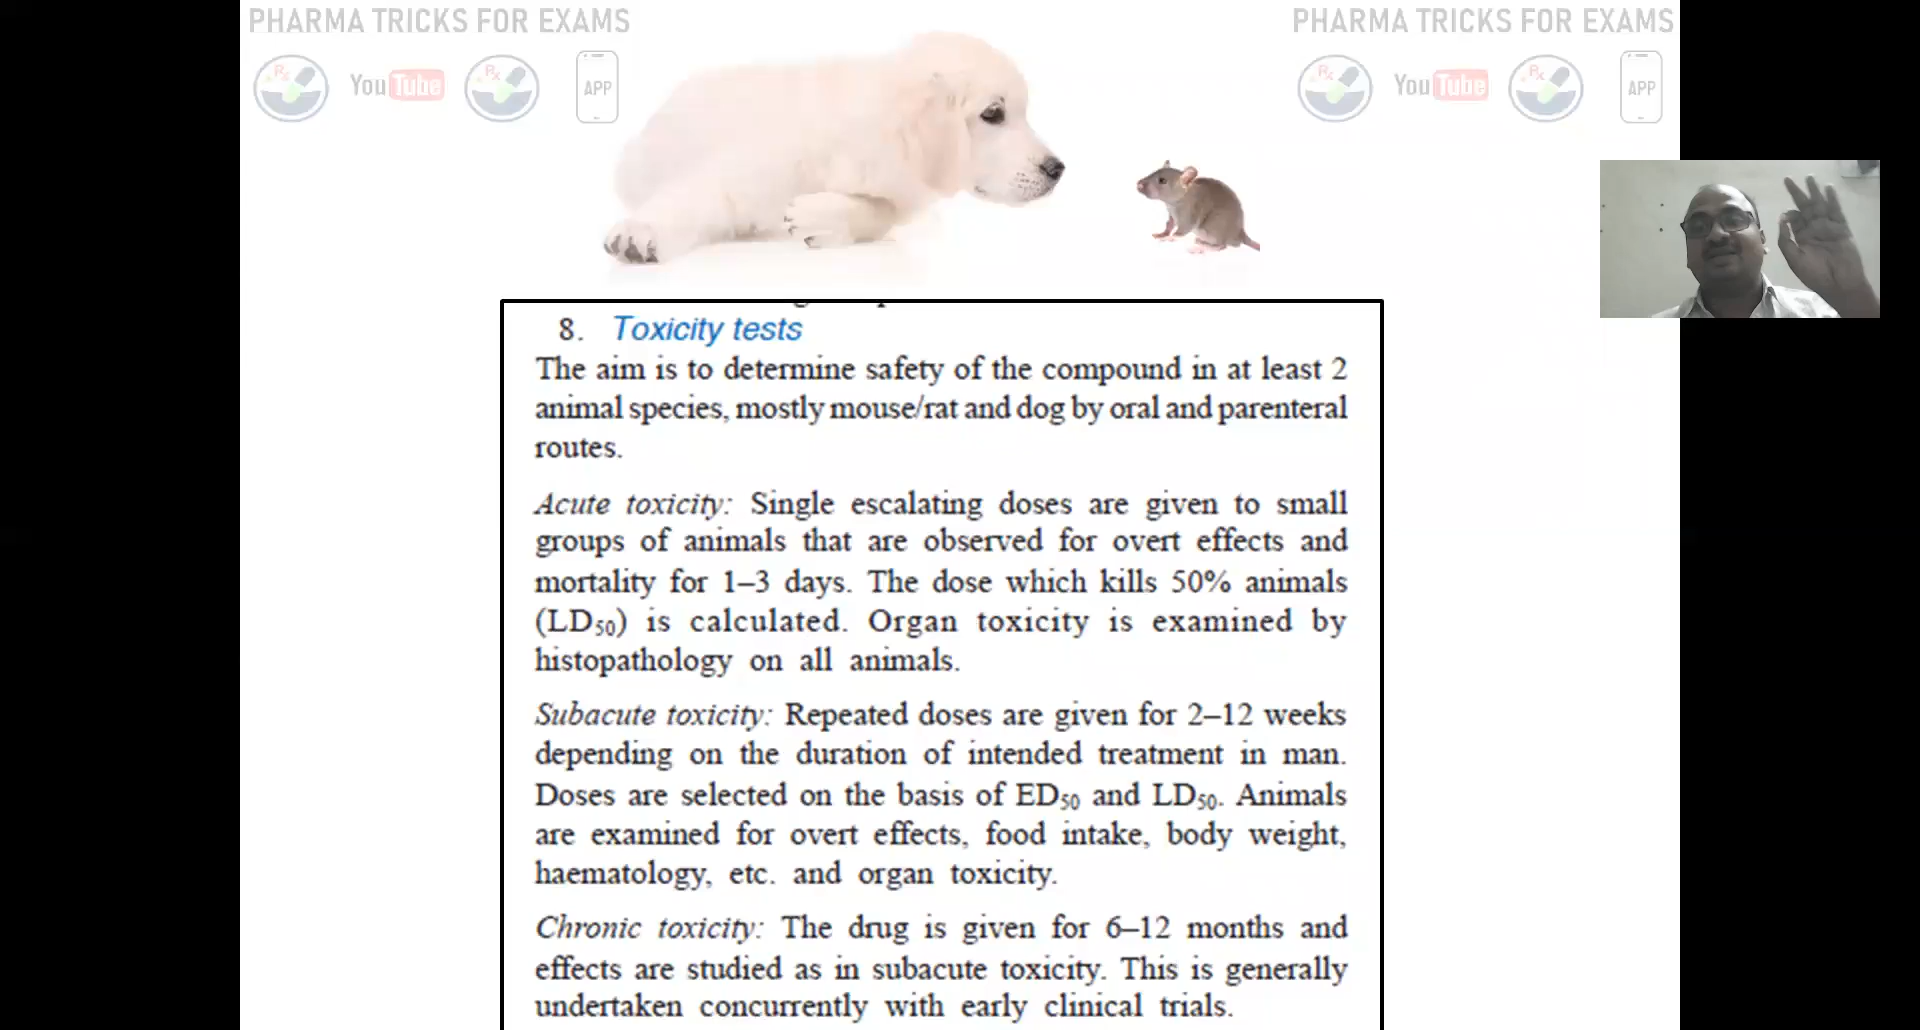 PHARMA TRICKS FOR EXAMS
PHARMA TRICKS FOR EXAMS
Rx
YouTube
Rx
APP
Rx
YouTube
Rx
APP
8. Toxicity tests
The aim is to determine safety of the compound in at least 2
animal species, mostly mouse/rat and dog by oral and parenteral
routes.
Acute toxicity: Single escalating doses are given to small
groups of animals that are observed for overt effects and
mortality for 1–3 days. The dose which kills 50% animals
(LD50) is calculated. Organ toxicity is examined by
histopathology on all animals.
Subacute toxicity: Repeated doses are given for 2–12 weeks
depending on the duration of intended treatment in man.
Doses are selected on the basis of ED50 and LD50. Animals
are examined for overt effects, food intake, body weight,
haematology, etc. and organ toxicity.
Chronic toxicity: The drug is given for 6–12 months and
effects are studied as in subacute toxicity. This is generally
undertaken concurrently with early clinical trials.